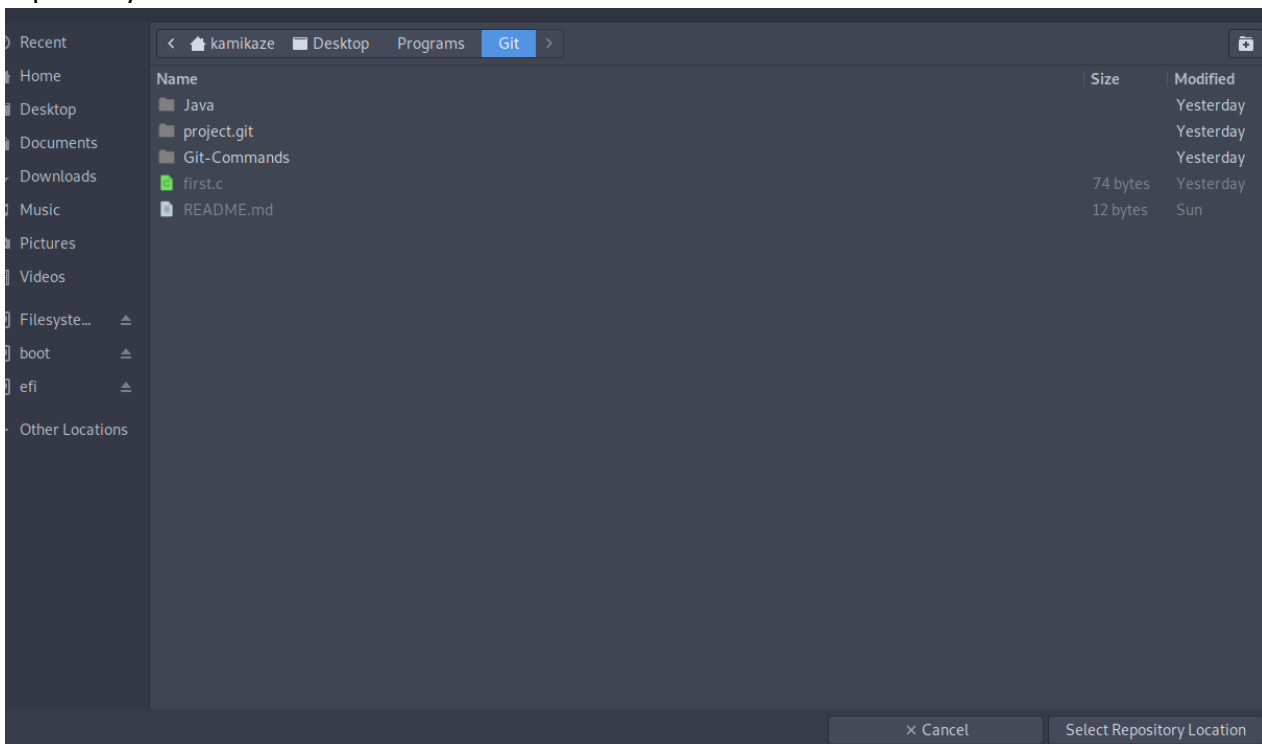 Recent
kamikaze Desktop Programs Git
Home
Name Size Modified
Desktop
Java Yesterday
project.git Yesterday
Documents
Git-Commands Yesterday
Downloads
first.c 74 bytes Yesterday
Music
README.md 12 bytes Sun
Pictures
Videos
Filesyste...
boot
efi
Other Locations
× Cancel Select Repository Location